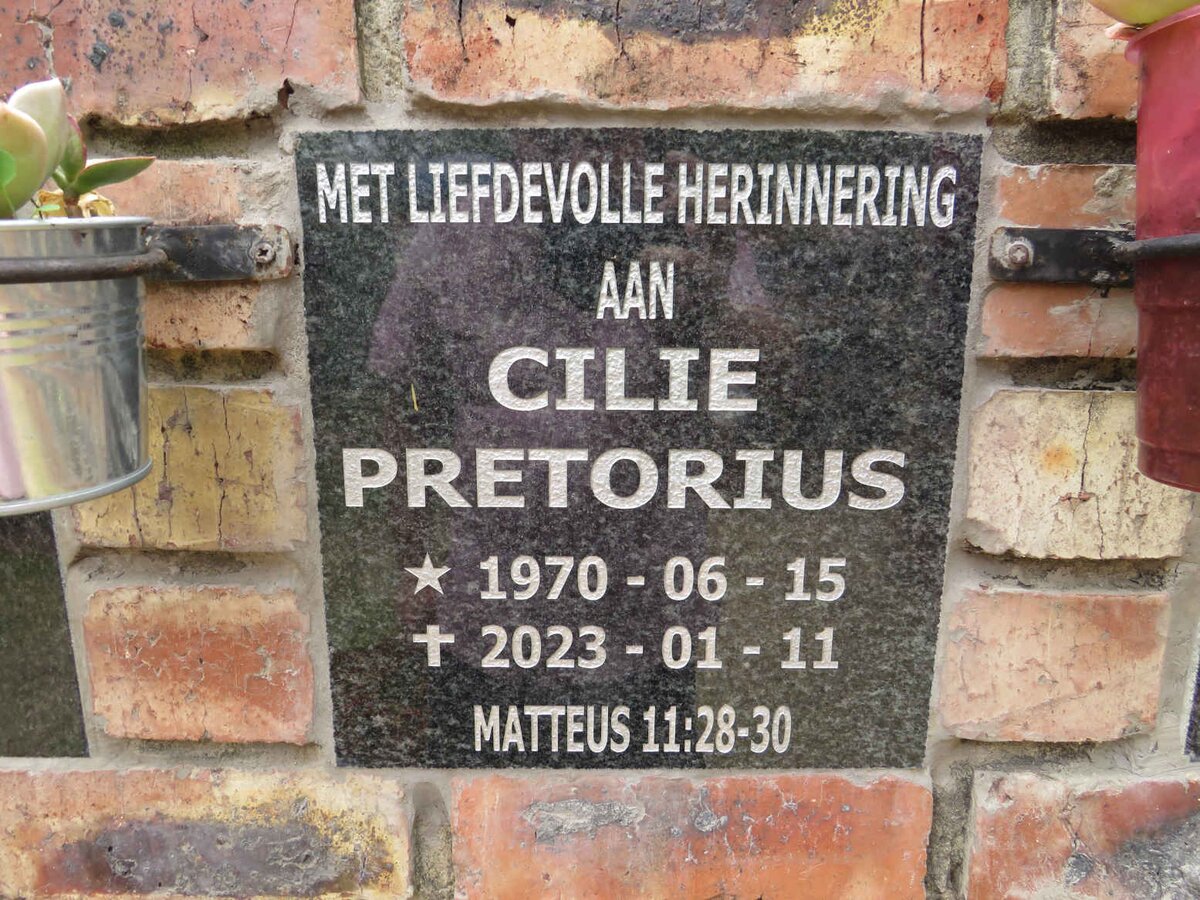 MET LIEFDEVOLLE HERINNERING
AAN
CILIE
PRETORIUS
★ 1970 - 06 - 15
✝ 2023 - 01 - 11
MATTEUS 11:28-30